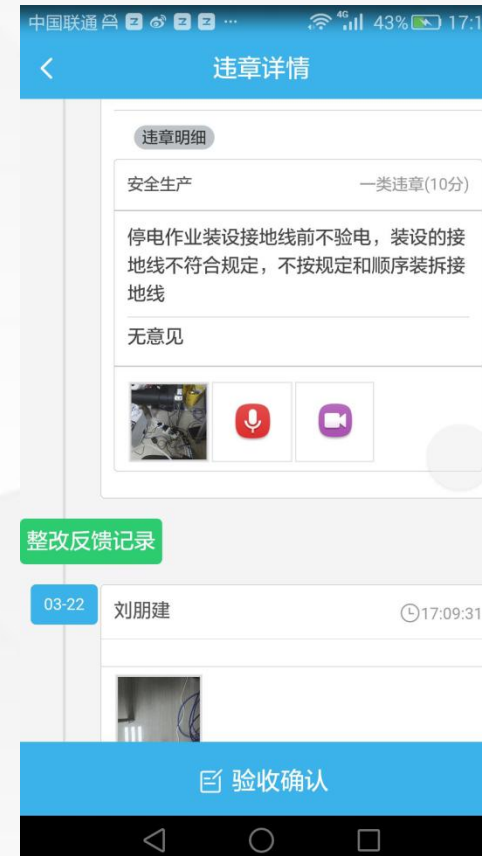 中国联通 ··· 4G 43% 17:1
违章详情
违章明细
安全生产 一类违章(10分)
停电作业装设接地线前不验电，装设的接
地线不符合规定，不按规定和顺序装拆接
地线
无意见
整改反馈记录
03-22 刘朋建 17:09:31
验收确认